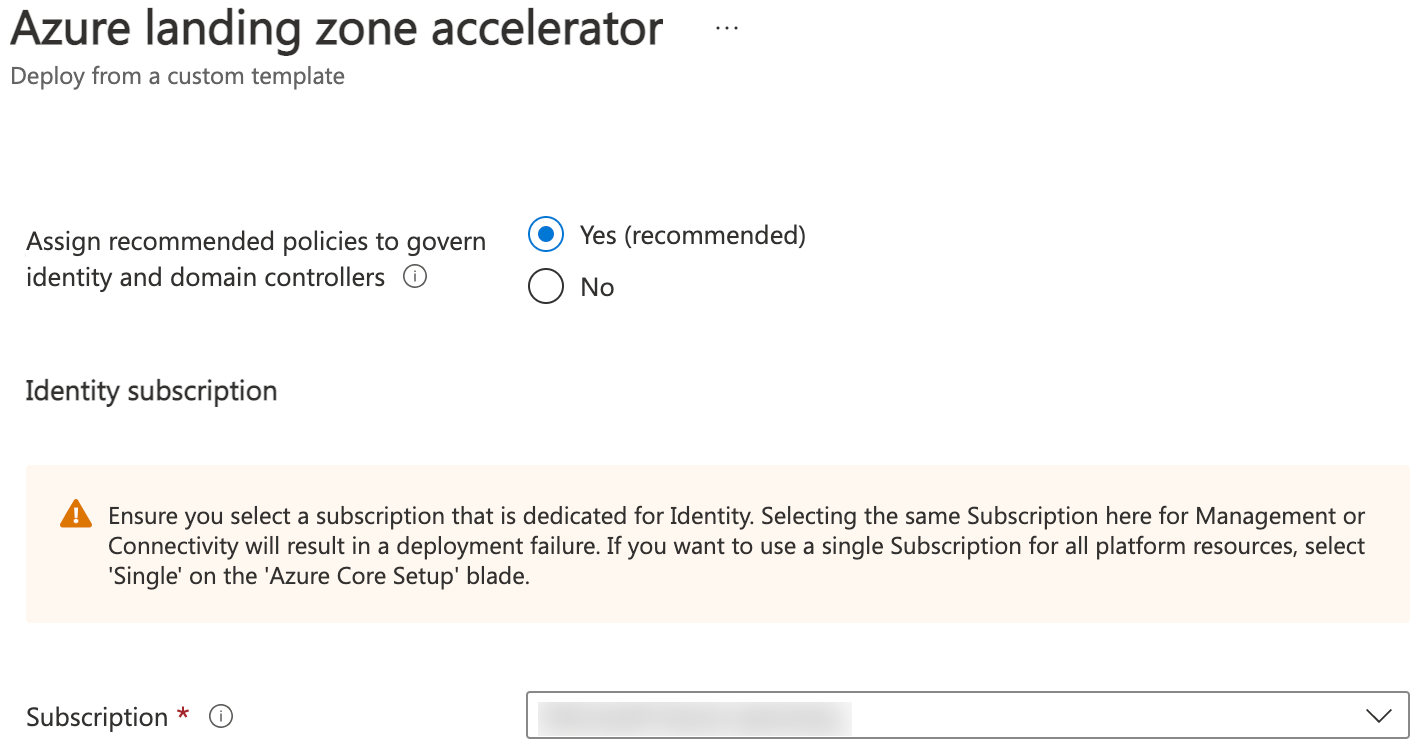 Azure landing zone accelerator ...
Deploy from a custom template
Assign recommended policies to govern
identity and domain controllers
Yes (recommended)
No
Identity subscription
Ensure you select a subscription that is dedicated for Identity. Selecting the same Subscription here for Management or
Connectivity will result in a deployment failure. If you want to use a single Subscription for all platform resources, select
'Single' on the 'Azure Core Setup' blade.
Subscription *